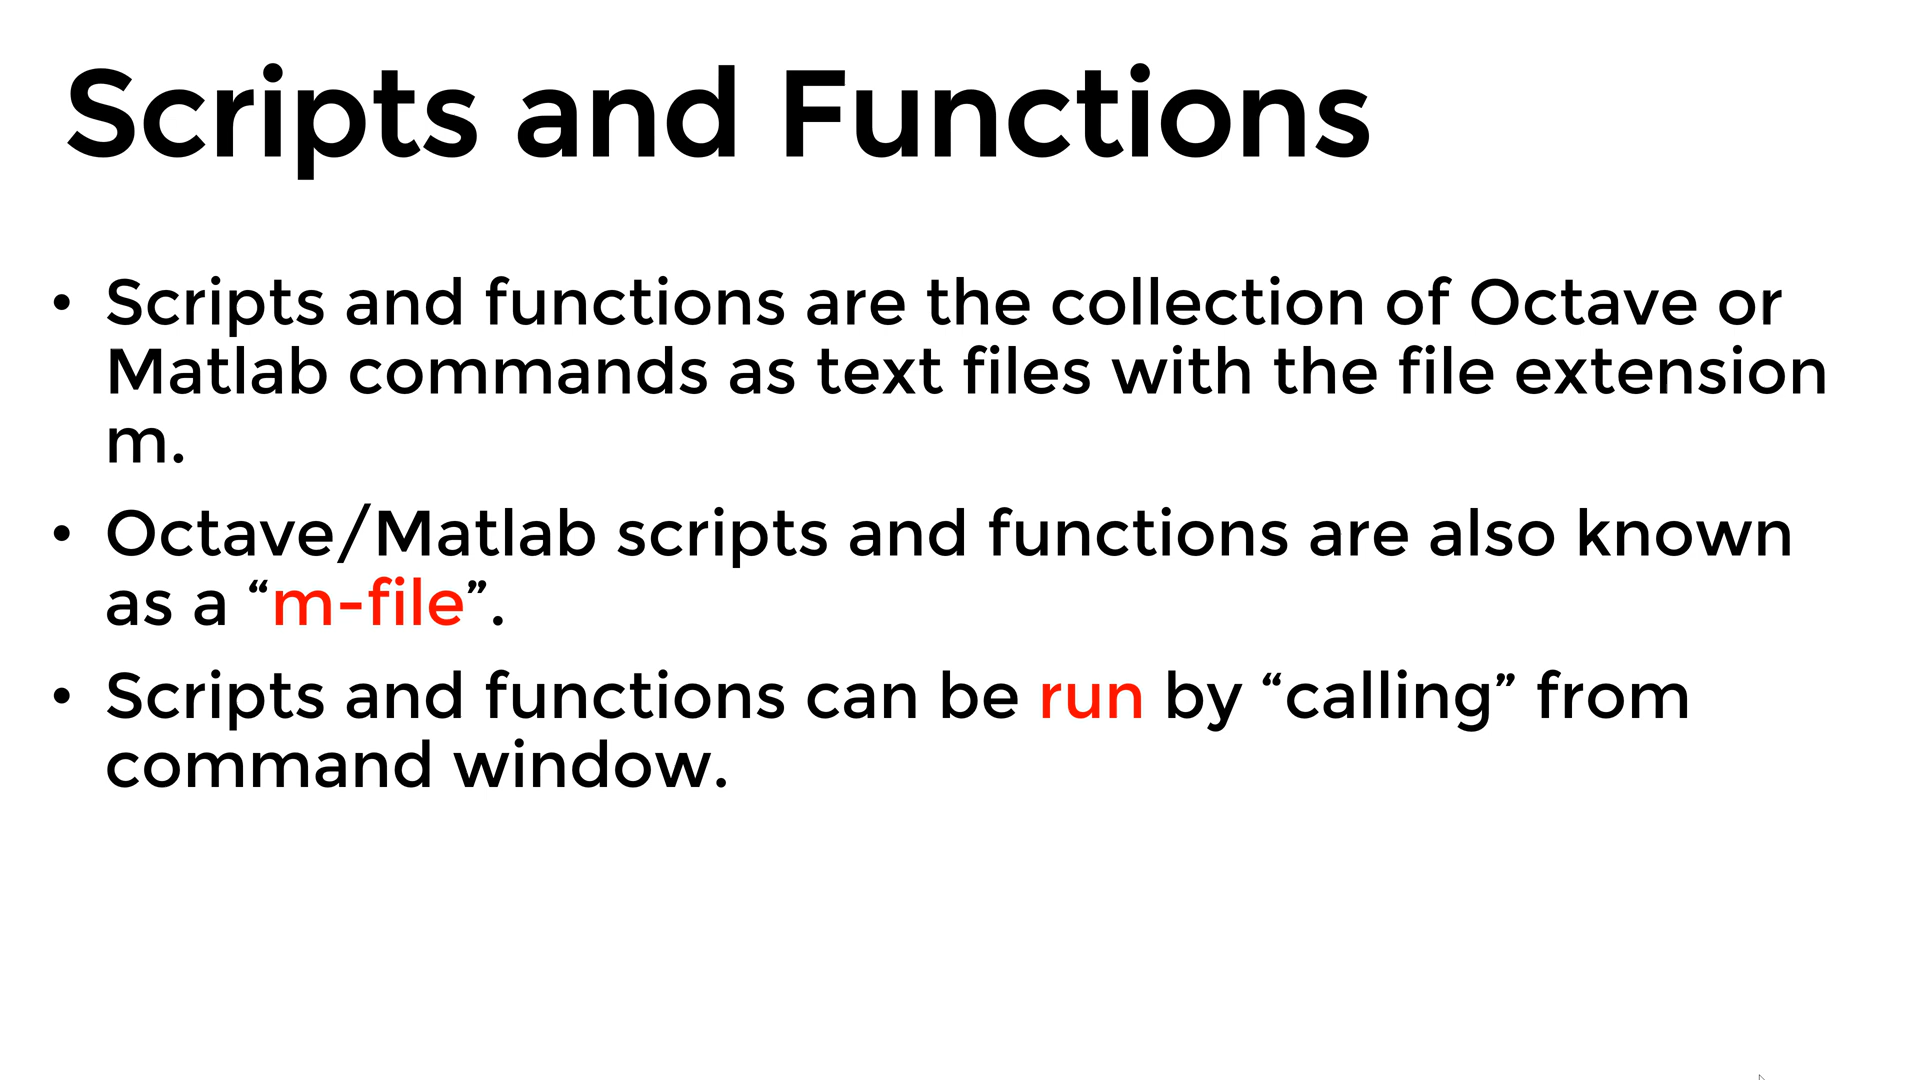 Scripts and Functions
• Scripts and functions are the collection of Octave or
Matlab commands as text files with the file extension
m.
• Octave/Matlab scripts and functions are also known
as a “m-file”.
• Scripts and functions can be run by “calling” from
command window.